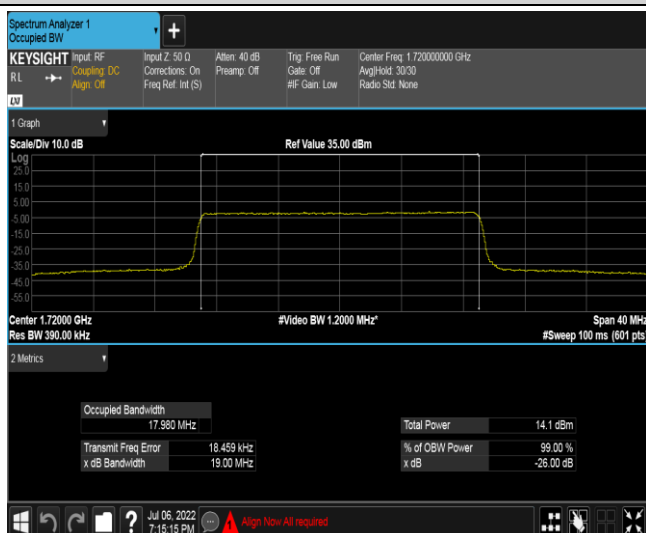 Spectrum Analyzer 1
Occupied BW
KEYSIGHT
RL
LXI
Input: RF
Coupling: DC
Align: Off
Input Z: 50 Ω
Corrections: On
Freq Ref: Int (S)
Atten: 40 dB
Preamp: Off
Trig: Free Run
Gate: Off
#IF Gain: Low
Center Freq: 1.720000000 GHz
Avg|Hold: 30/30
Radio Std: None
1 Graph
Scale/Div 10.0 dB
Ref Value 35.00 dBm
Log
25.0
15.0
5.00
-5.00
-15.0
-25.0
-35.0
-45.0
-55.0
Center 1.72000 GHz
#Video BW 1.2000 MHz*
Span 40 MHz
Res BW 390.00 kHz
#Sweep 100 ms (601 pts)
2 Metrics
Occupied Bandwidth
17.980 MHz
Total Power 14.1 dBm
Transmit Freq Error 18.459 kHz
% of OBW Power 99.00 %
x dB Bandwidth 19.00 MHz
x dB -26.00 dB
?
Jul 06, 2022
7:15:15 PM
Align Now All required